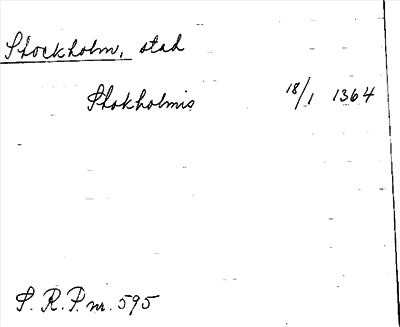 Stockholm, stad
Stokholmis 18/1 1364
S. R. P. nr. 595